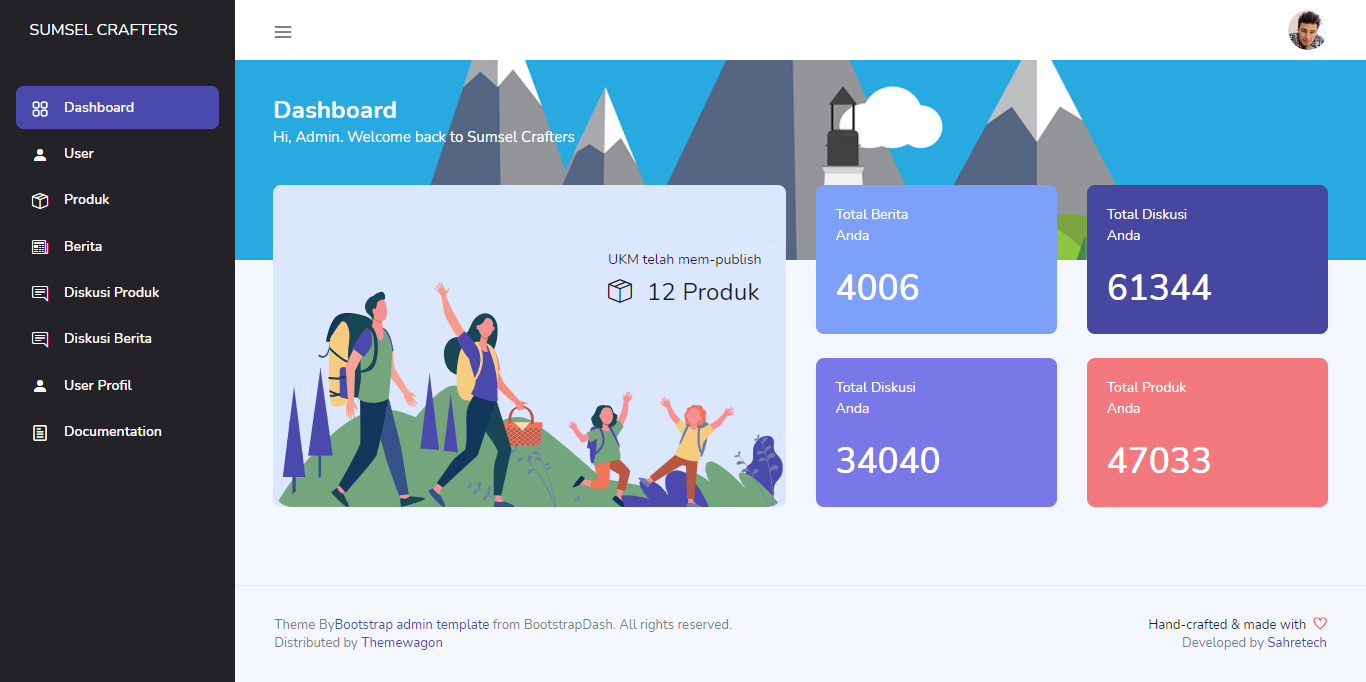 SUMSEL CRAFTERS
Dashboard
User
Produk
Berita
Diskusi Produk
Diskusi Berita
User Profil
Documentation
Dashboard
Hi, Admin. Welcome back to Sumsel Crafters
UKM telah mem-publish
12 Produk
Total Berita
Anda
4006
Total Diskusi
Anda
61344
Total Diskusi
Anda
34040
Total Produk
Anda
47033
Theme ByBootstrap admin template from BootstrapDash. All rights reserved.
Distributed by Themewagon
Hand-crafted & made with
Developed by Sahretech